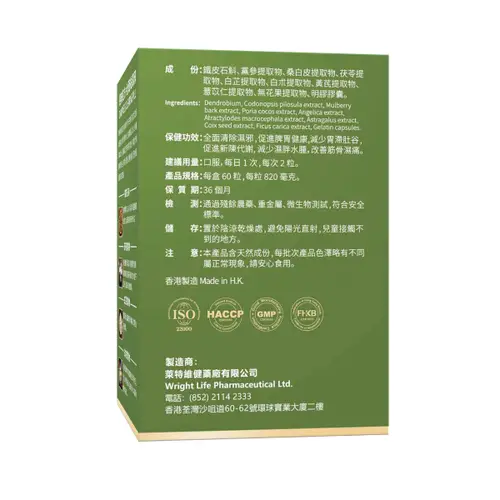 成 份:鐵皮石斛、黨參提取物、桑白皮提取物、茯苓提
取物、白芷提取物、白朮提取物、黃芪提取物、
薏苡仁提取物、無花果提取物、明膠膠囊。
Ingredients: Dendrobium, Codonopsis pilosula extract, Mulberry
bark extract, Poria cocos extract, Angelica extract,
Atractylodes macrocephala extract, Astragalus extract,
Coix seed extract, Ficus carica extract, Gelatin capsules.
保健功效:全面清除濕邪,促進脾胃健康,減少胃滯肚谷,
促進新陳代謝,減少濕胖水腫,改善筋骨濕痛。
建議用量:口服,每日1次,每次2粒。
產品規格:每盒60粒,每粒820毫克。
保 質 期:36個月
檢 測:通過殘餘農藥、重金屬、微生物測試,符合安全
標準。
儲 存:置於陰涼乾燥處,避免陽光直射,兒童接觸不
到的地方。
注 意:本產品含天然成份,每批次產品色澤略有不同
屬正常現象,請安心食用。
香港製造 Made in H.K.
ISO
22000
HACCP
GMP
製造商:
萊特維健藥廠有限公司
Wright Life Pharmaceutical Ltd.
電話: (852) 2114 2333
香港荃灣沙咀道60-62號環球實業大廈二樓